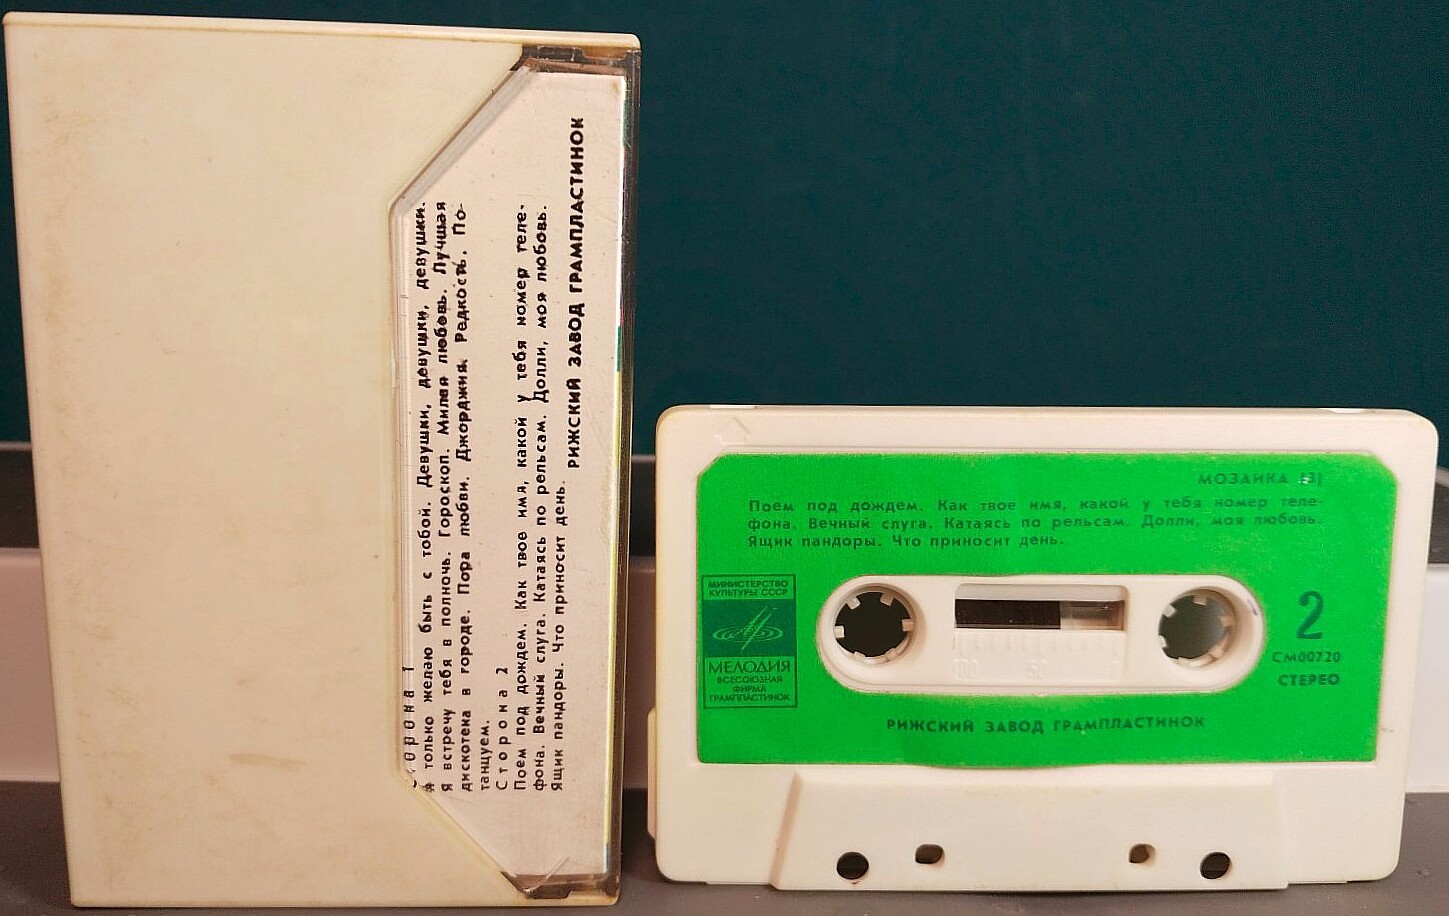 Сторона 1
Я только желаю быть с тобой. Девушки, девушки, девушки.
Я встречу тебя в полночь. Гороскоп. Милая любовь. Лучшая
дискотека в городе. Пора любви. Джорджия. Редкость. По-
танцуем.
Сторона 2
Поем под дождем. Как твое имя, какой у тебя номер теле-
фона. Вечный слуга. Катаясь по рельсам. Долли, моя любовь.
Ящик пандоры. Что приносит день.
РИЖСКИЙ ЗАВОД ГРАМПЛАСТИНОК
МОЗАИКА (3)
Поем под дождем. Как твое имя, какой у тебя номер теле-
фона. Вечный слуга. Катаясь по рельсам. Долли, моя любовь.
Ящик пандоры. Что приносит день.
МИНИСТЕРСТВО
КУЛЬТУРЫ СССР
МЕЛОДИЯ
ВСЕСОЮЗНАЯ
ФИРМА
ГРАМПЛАСТИНОК
2
СМ00720
СТЕРЕО
100 50 0
РИЖСКИЙ ЗАВОД ГРАМПЛАСТИНОК